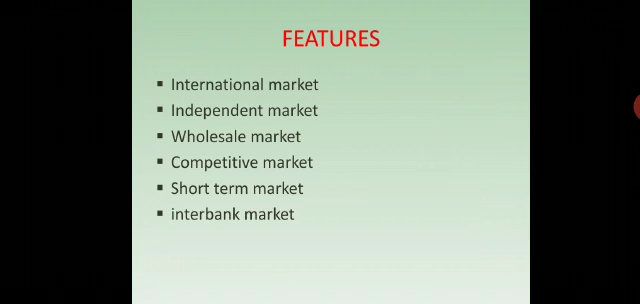 FEATURES
▪ International market
▪ Independent market
▪ Wholesale market
▪ Competitive market
▪ Short term market
▪ interbank market